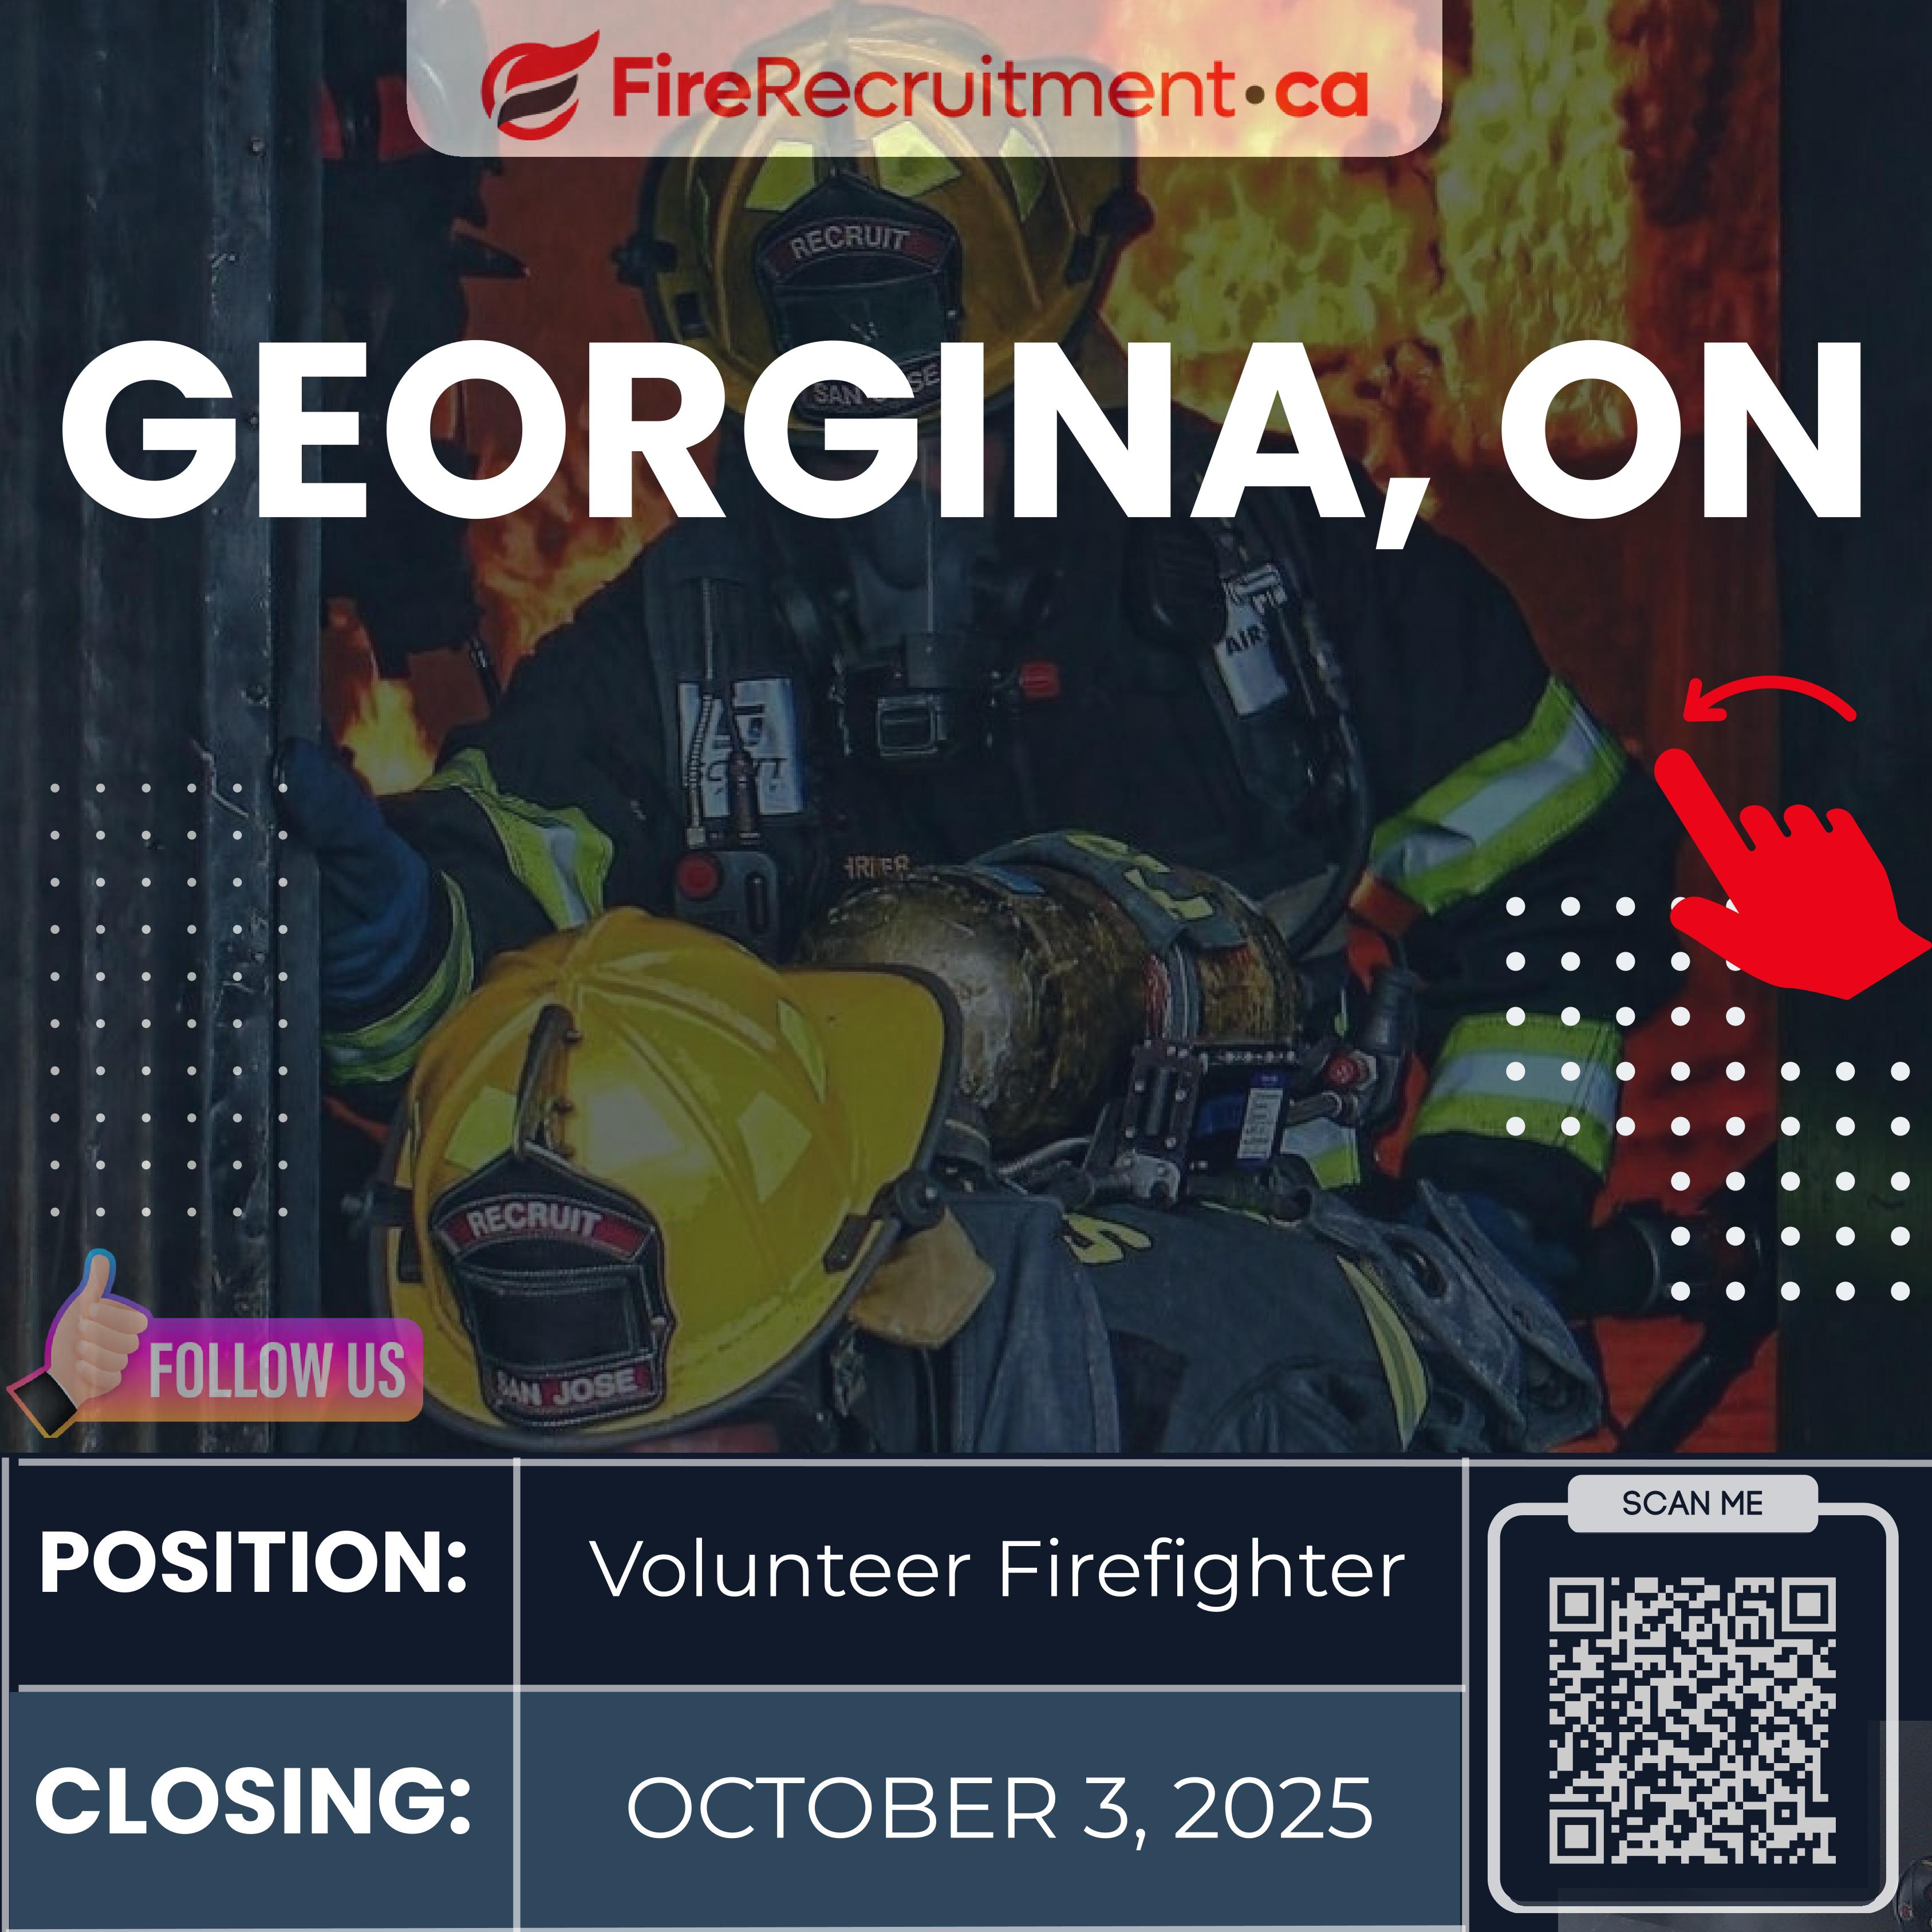 FireRecruitment.ca
RECRUIT
SAN JOSE
GEORGINA, ON
AIR
RECRUIT
SAN JOSE
FOLLOW US
POSITION:
Volunteer Firefighter
SCAN ME
CLOSING:
OCTOBER 3, 2025